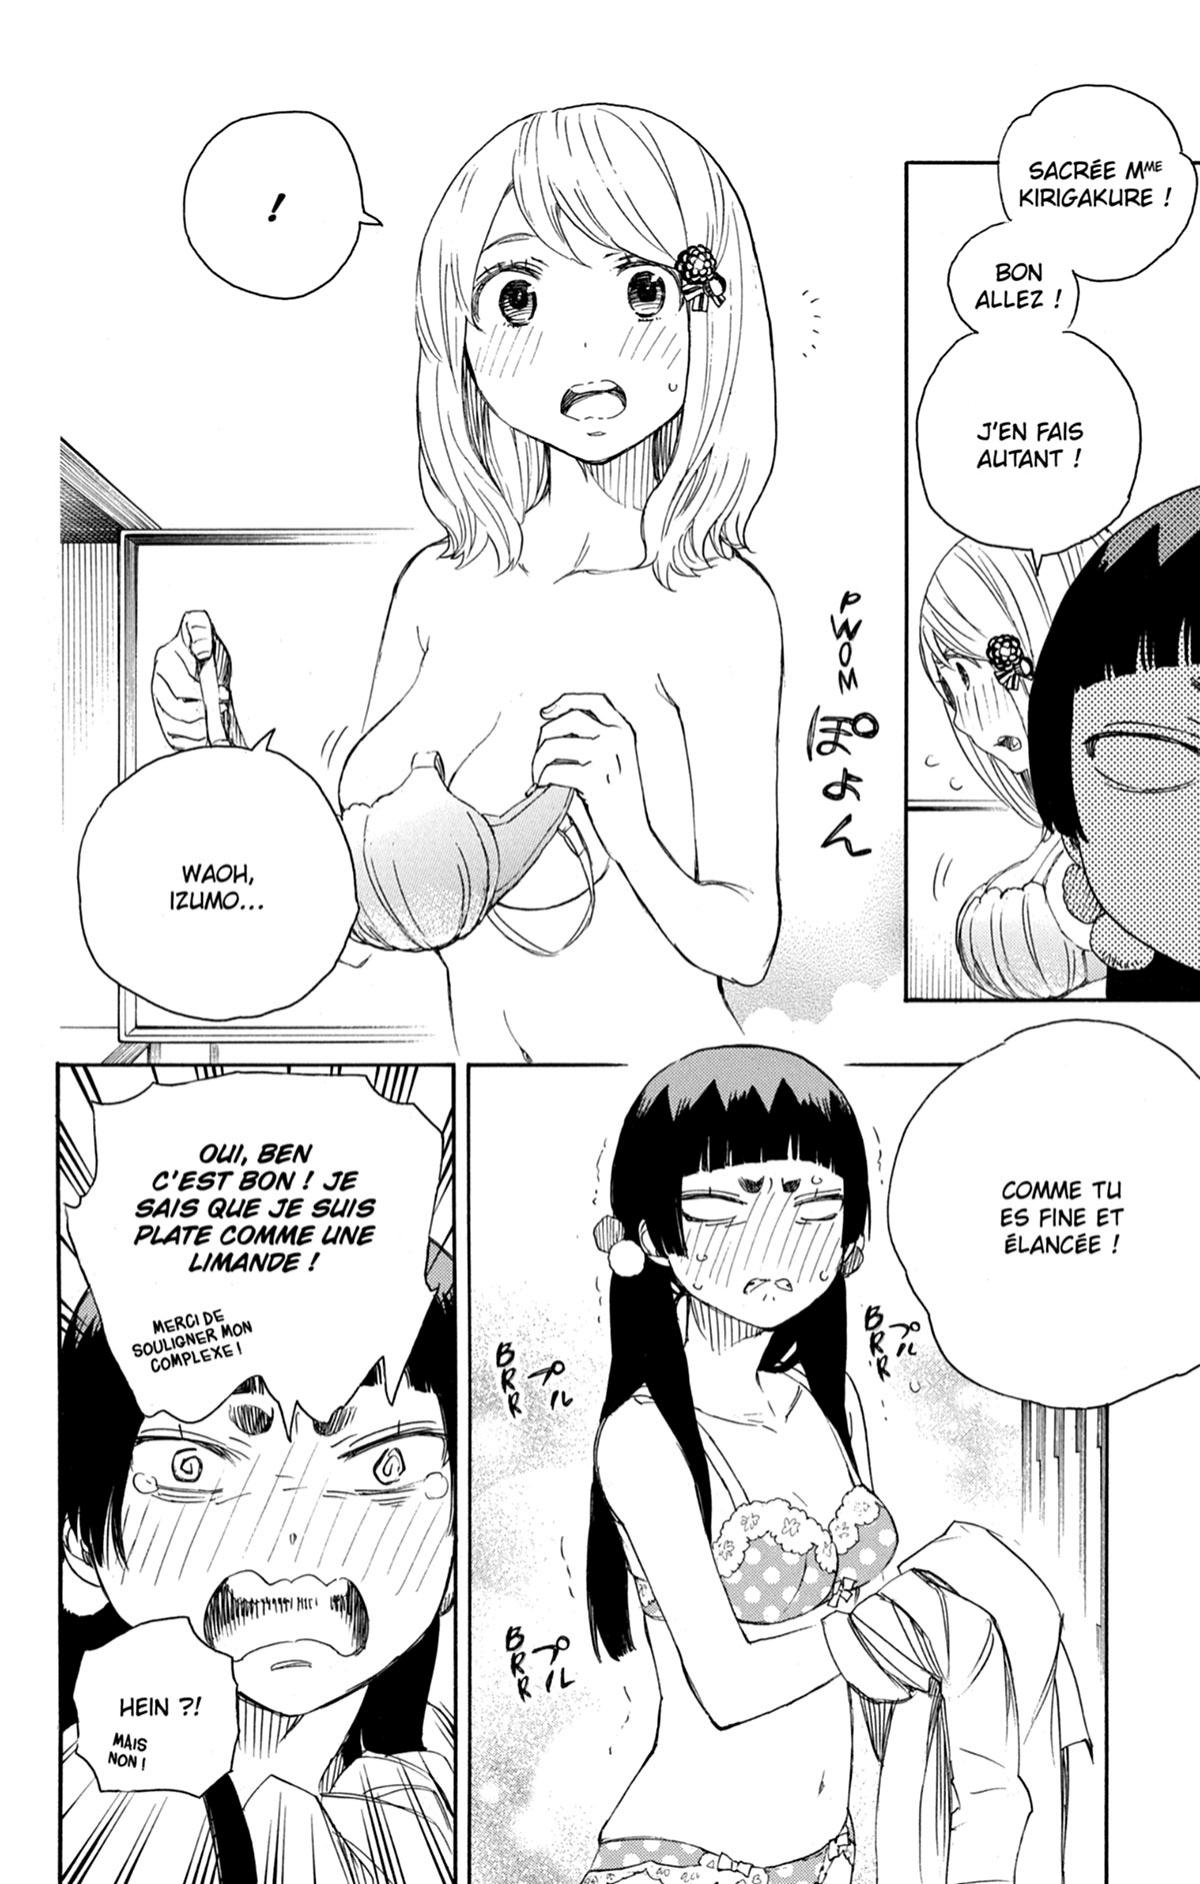 SACRÉE MME
KIRIGAKURE !
BON
ALLEZ !
J'EN FAIS
AUTANT !
!
PWOM
ぽよん
WAOH,
IZUMO...
COMME TU
ES FINE ET
ÉLANCÉE !
BRR
プル
BRR
プル
BRR
プル
OUI, BEN
C'EST BON ! JE
SAIS QUE JE SUIS
PLATE COMME UNE
LIMANDE !
MERCI DE
SOULIGNER MON
COMPLEXE !
HEIN ?!
MAIS
NON !